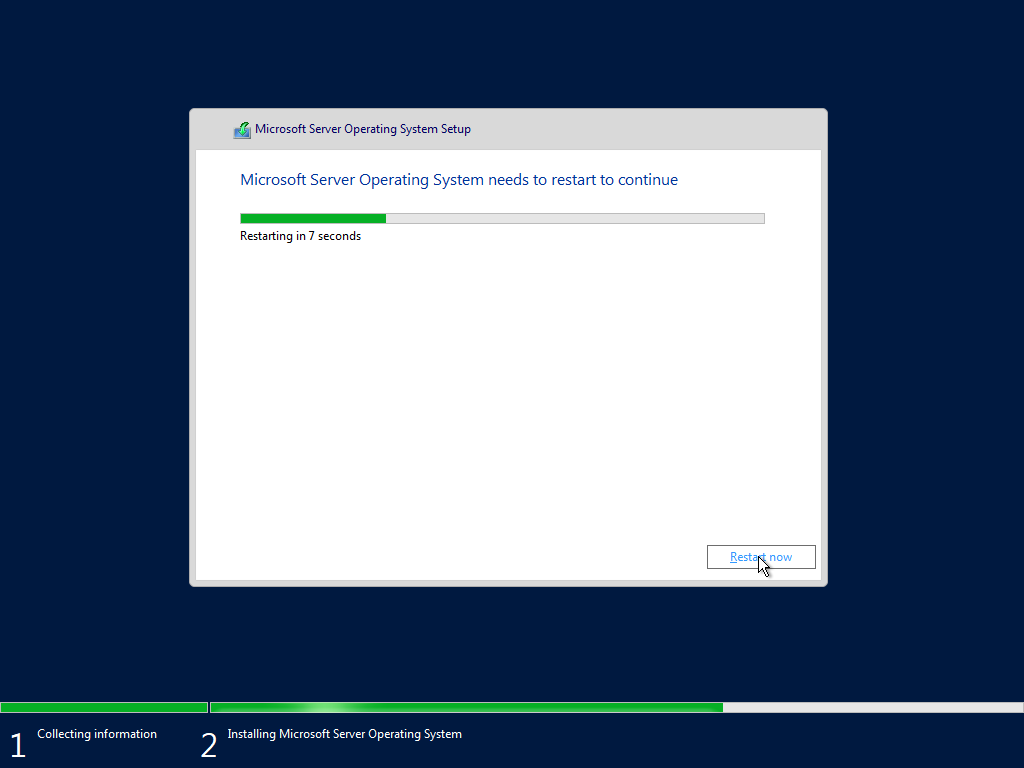 Microsoft Server Operating System Setup
Microsoft Server Operating System needs to restart to continue
Restarting in 7 seconds
Restart now
1 Collecting information
2 Installing Microsoft Server Operating System